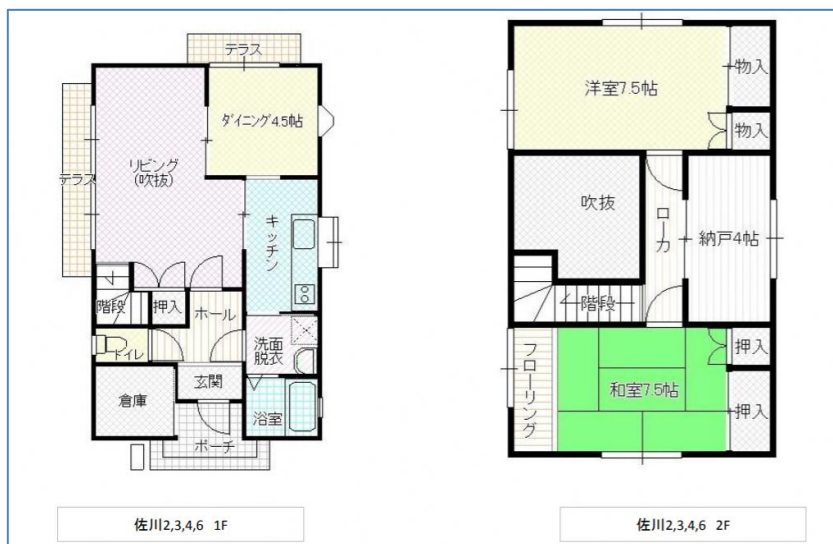 テラス
ダイニング4.5帖
リビング
(吹抜)
テラス
キッチン
階段
押入
ホール
トイレ
洗面
脱衣
倉庫
玄関
浴室
ポーチ
佐川2,3,4,6 1F
洋室7.5帖
物入
物入
吹抜
ローカ
納戸4帖
階段
フローリング
和室7.5帖
押入
押入
佐川2,3,4,6 2F